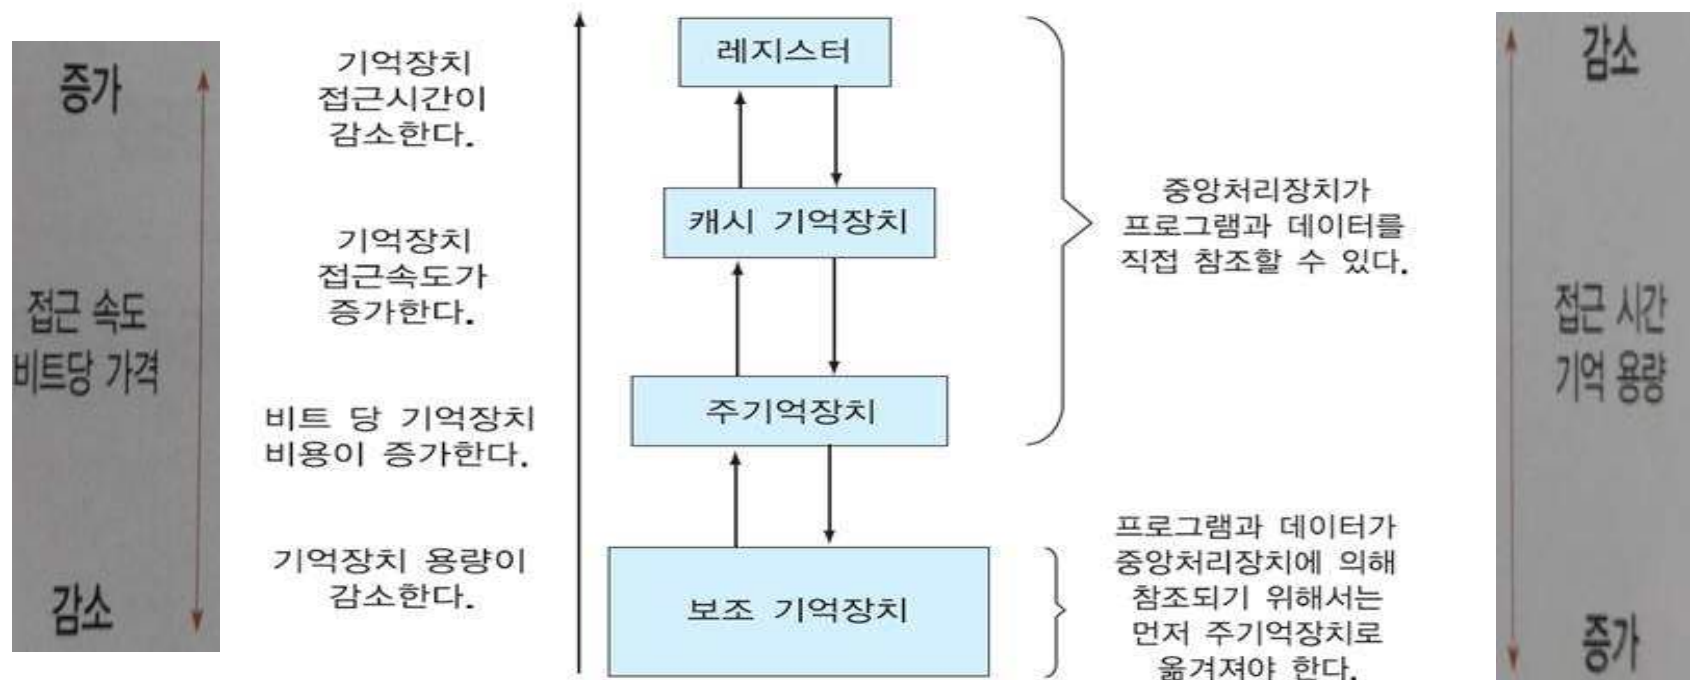 증가
접근 속도
비트당 가격
감소
기억장치
접근시간이
감소한다.
기억장치
접근속도가
증가한다.
비트 당 기억장치
비용이 증가한다.
기억장치 용량이
감소한다.
레지스터
캐시 기억장치
주기억장치
보조 기억장치
중앙처리장치가
프로그램과 데이터를
직접 참조할 수 있다.
프로그램과 데이터가
중앙처리장치에 의해
참조되기 위해서는
먼저 주기억장치로
옮겨져야 한다.
감소
접근 시간
기억 용량
증가